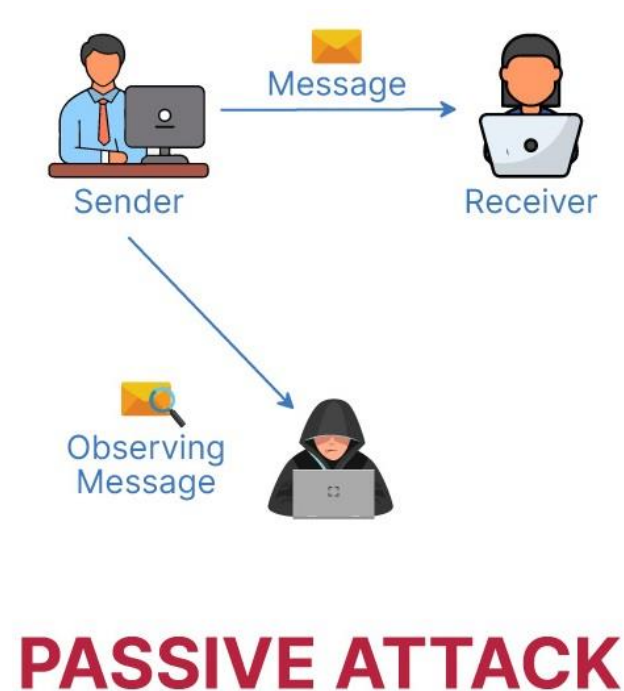 Message
Sender
Receiver
Observing
Message
PASSIVE ATTACK